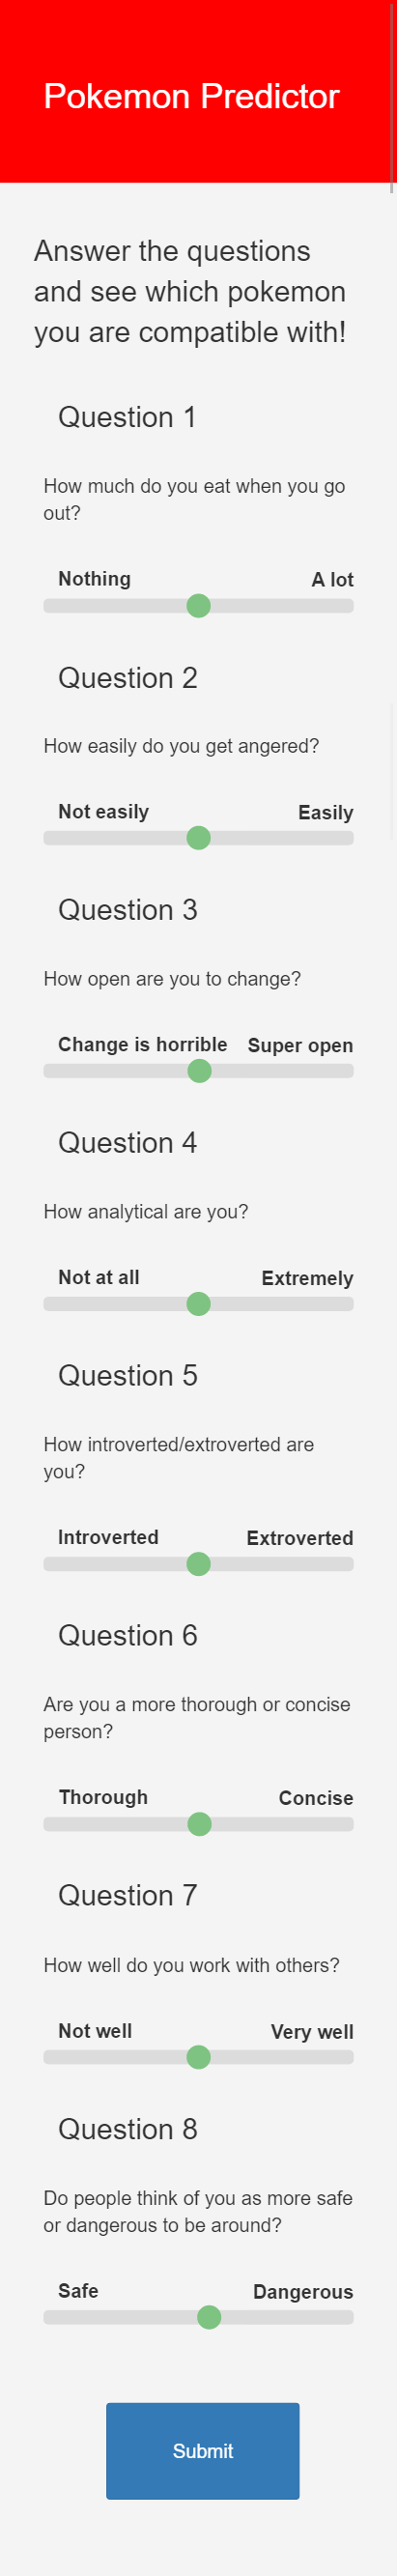 Pokemon Predictor
Answer the questions
and see which pokemon
you are compatible with!
Question 1
How much do you eat when you go
out?
Nothing A lot
Question 2
How easily do you get angered?
Not easily Easily
Question 3
How open are you to change?
Change is horrible Super open
Question 4
How analytical are you?
Not at all Extremely
Question 5
How introverted/extroverted are
you?
Introverted Extroverted
Question 6
Are you a more thorough or concise
person?
Thorough Concise
Question 7
How well do you work with others?
Not well Very well
Question 8
Do people think of you as more safe
or dangerous to be around?
Safe Dangerous
Submit